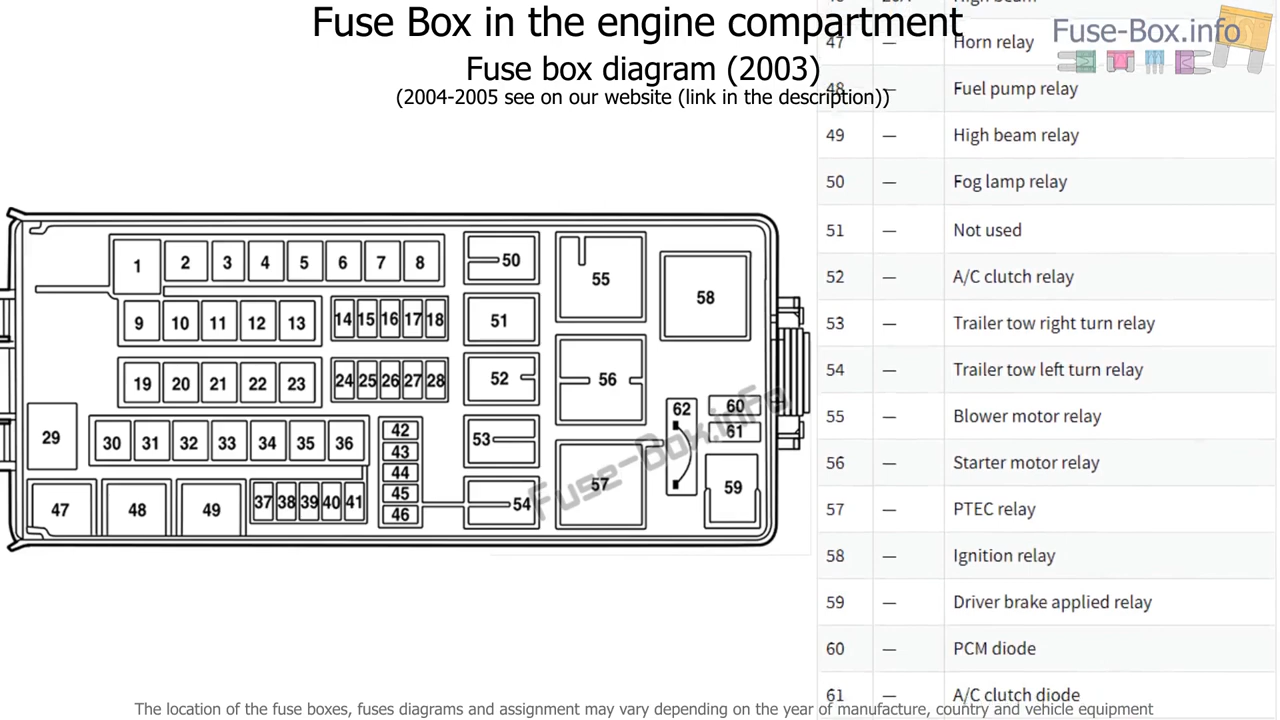 Fuse Box in the engine compartment
Fuse box diagram (2003)
(2004-2005 see on our website (link in the description))
Fuse-Box.info
47 — Horn relay
48 — Fuel pump relay
49 — High beam relay
50 — Fog lamp relay
51 — Not used
52 — A/C clutch relay
53 — Trailer tow right turn relay
54 — Trailer tow left turn relay
55 — Blower motor relay
56 — Starter motor relay
57 — PTEC relay
58 — Ignition relay
59 — Driver brake applied relay
60 — PCM diode
61 — A/C clutch diode
1 2 3 4 5 6 7 8 50 55 58
9 10 11 12 13 14 15 16 17 18 51
19 20 21 22 23 24 25 26 27 28 52 56
29 30 31 32 33 34 35 36 42 53 62 60
43 61
44
47 48 49 37 38 39 40 41 45 54 57 59
46
Fuse-Box.inFo
The location of the fuse boxes, fuses diagrams and assignment may vary depending on the year of manufacture, country and vehicle equipment